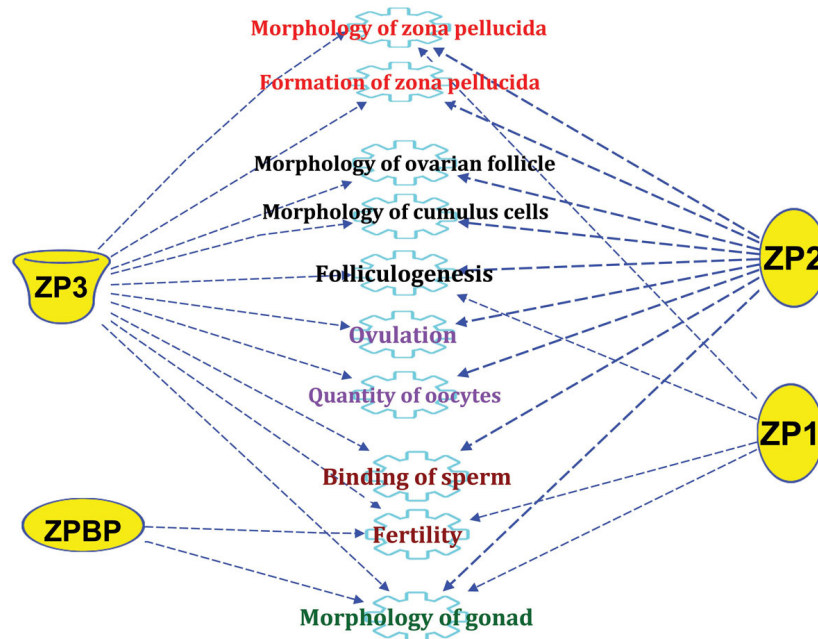 Morphology of zona pellucida
Formation of zona pellucida
Morphology of ovarian follicle
Morphology of cumulus cells
Folliculogenesis
Ovulation
Quantity of oocytes
Binding of sperm
Fertility
Morphology of gonad
ZP3
ZPBP
ZP2
ZP1